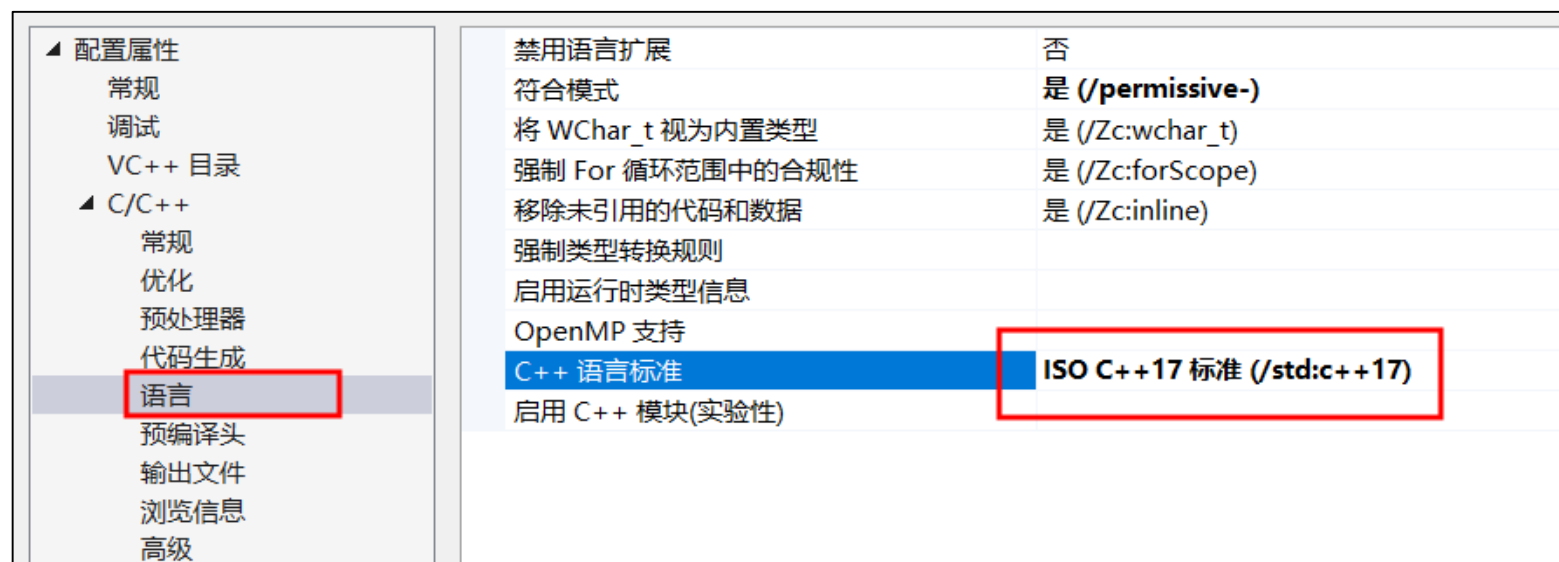 配置属性
常规
调试
VC++ 目录
C/C++
常规
优化
预处理器
代码生成
语言
预编译头
输出文件
浏览信息
高级
禁用语言扩展 否
符合模式 是 (/permissive-)
将 WChar_t 视为内置类型 是 (/Zc:wchar_t)
强制 For 循环范围中的合规性 是 (/Zc:forScope)
移除未引用的代码和数据 是 (/Zc:inline)
强制类型转换规则
启用运行时类型信息
OpenMP 支持
C++ 语言标准 ISO C++17 标准 (/std:c++17)
启用 C++ 模块(实验性)